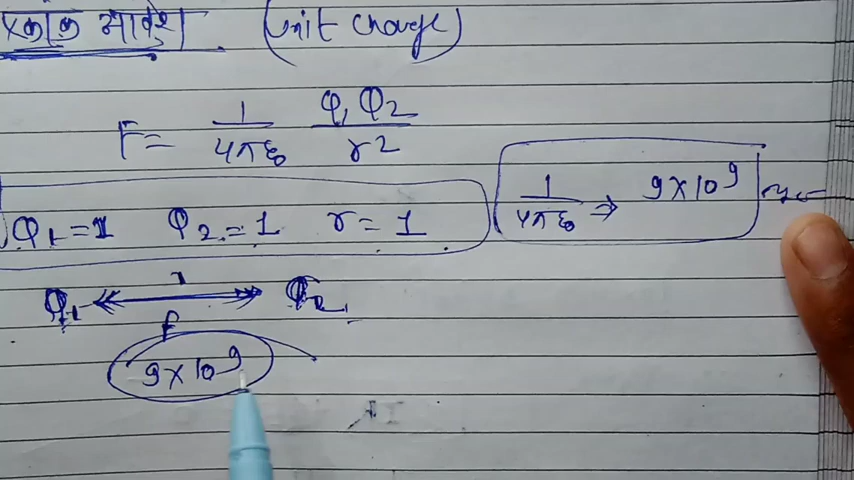 एकांक आवेश (Unit charge)
F = 1/4πε₀ Q₁Q₂/r²
1/4πε₀ ⇒ 9×10⁹
Q₁=1 Q₂=1 r=1
r
Q₁ Q₂
F
9×10⁹